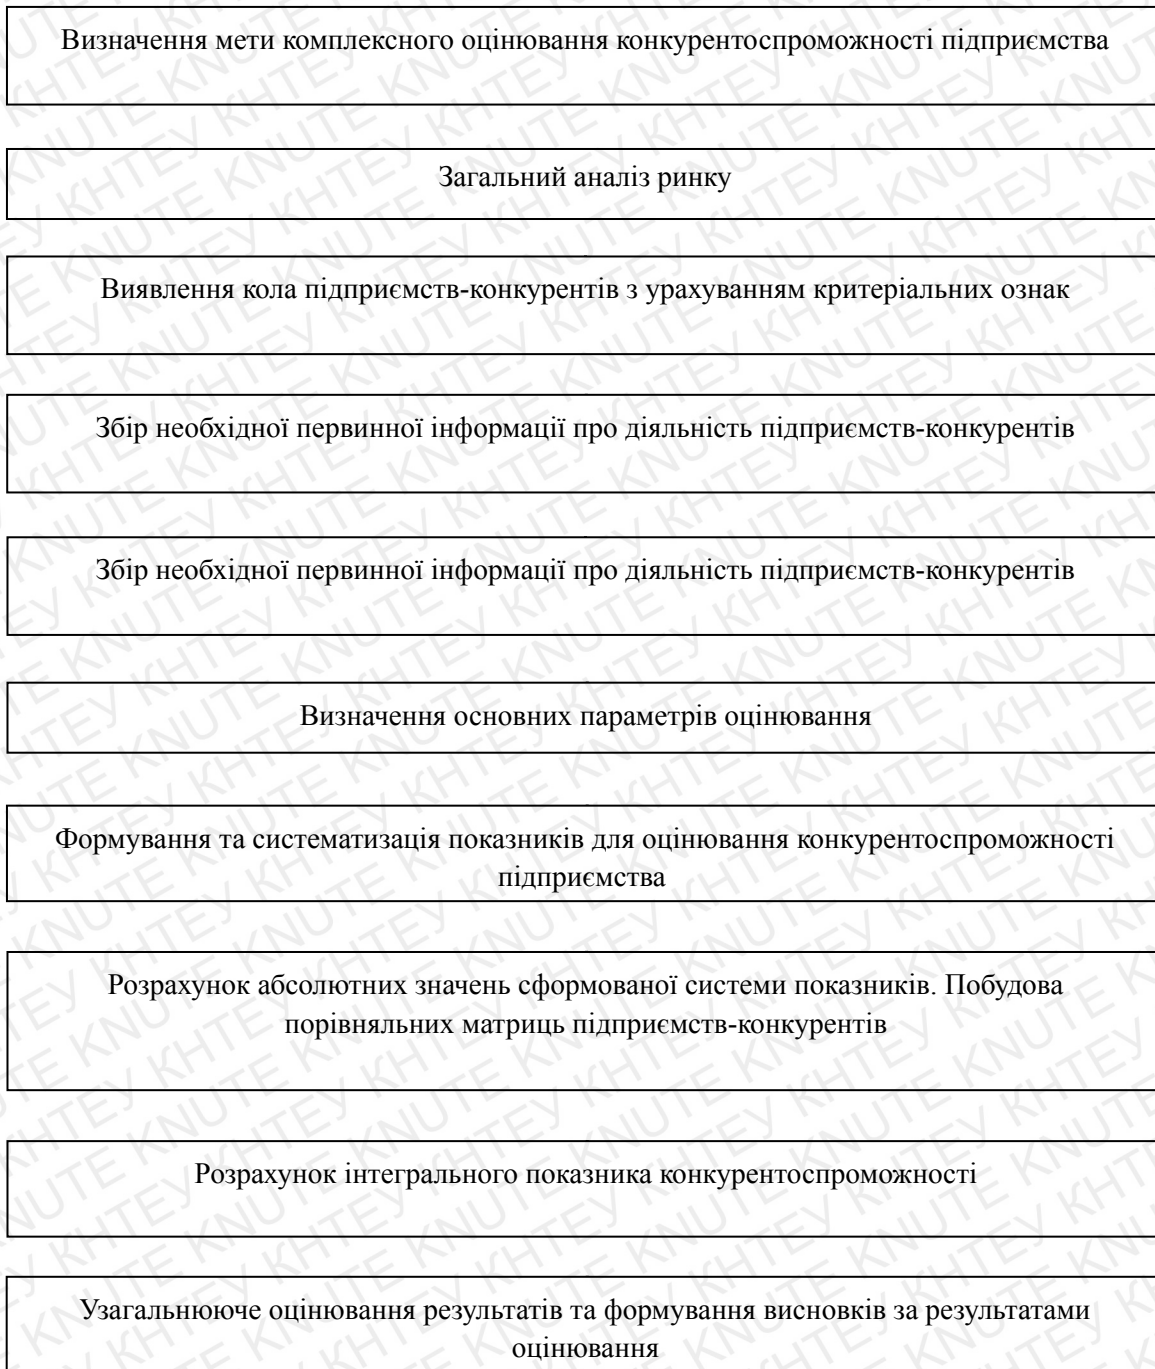 Визначення мети комплексного оцінювання конкурентоспроможності підприємства
Загальний аналіз ринку
Виявлення кола підприємств-конкурентів з урахуванням критеріальних ознак
Збір необхідної первинної інформації про діяльність підприємств-конкурентів
Збір необхідної первинної інформації про діяльність підприємств-конкурентів
Визначення основних параметрів оцінювання
Формування та систематизація показників для оцінювання конкурентоспроможності
підприємства
Розрахунок абсолютних значень сформованої системи показників. Побудова
порівняльних матриць підприємств-конкурентів
Розрахунок інтегрального показника конкурентоспроможності
Узагальнююче оцінювання результатів та формування висновків за результатами
оцінювання